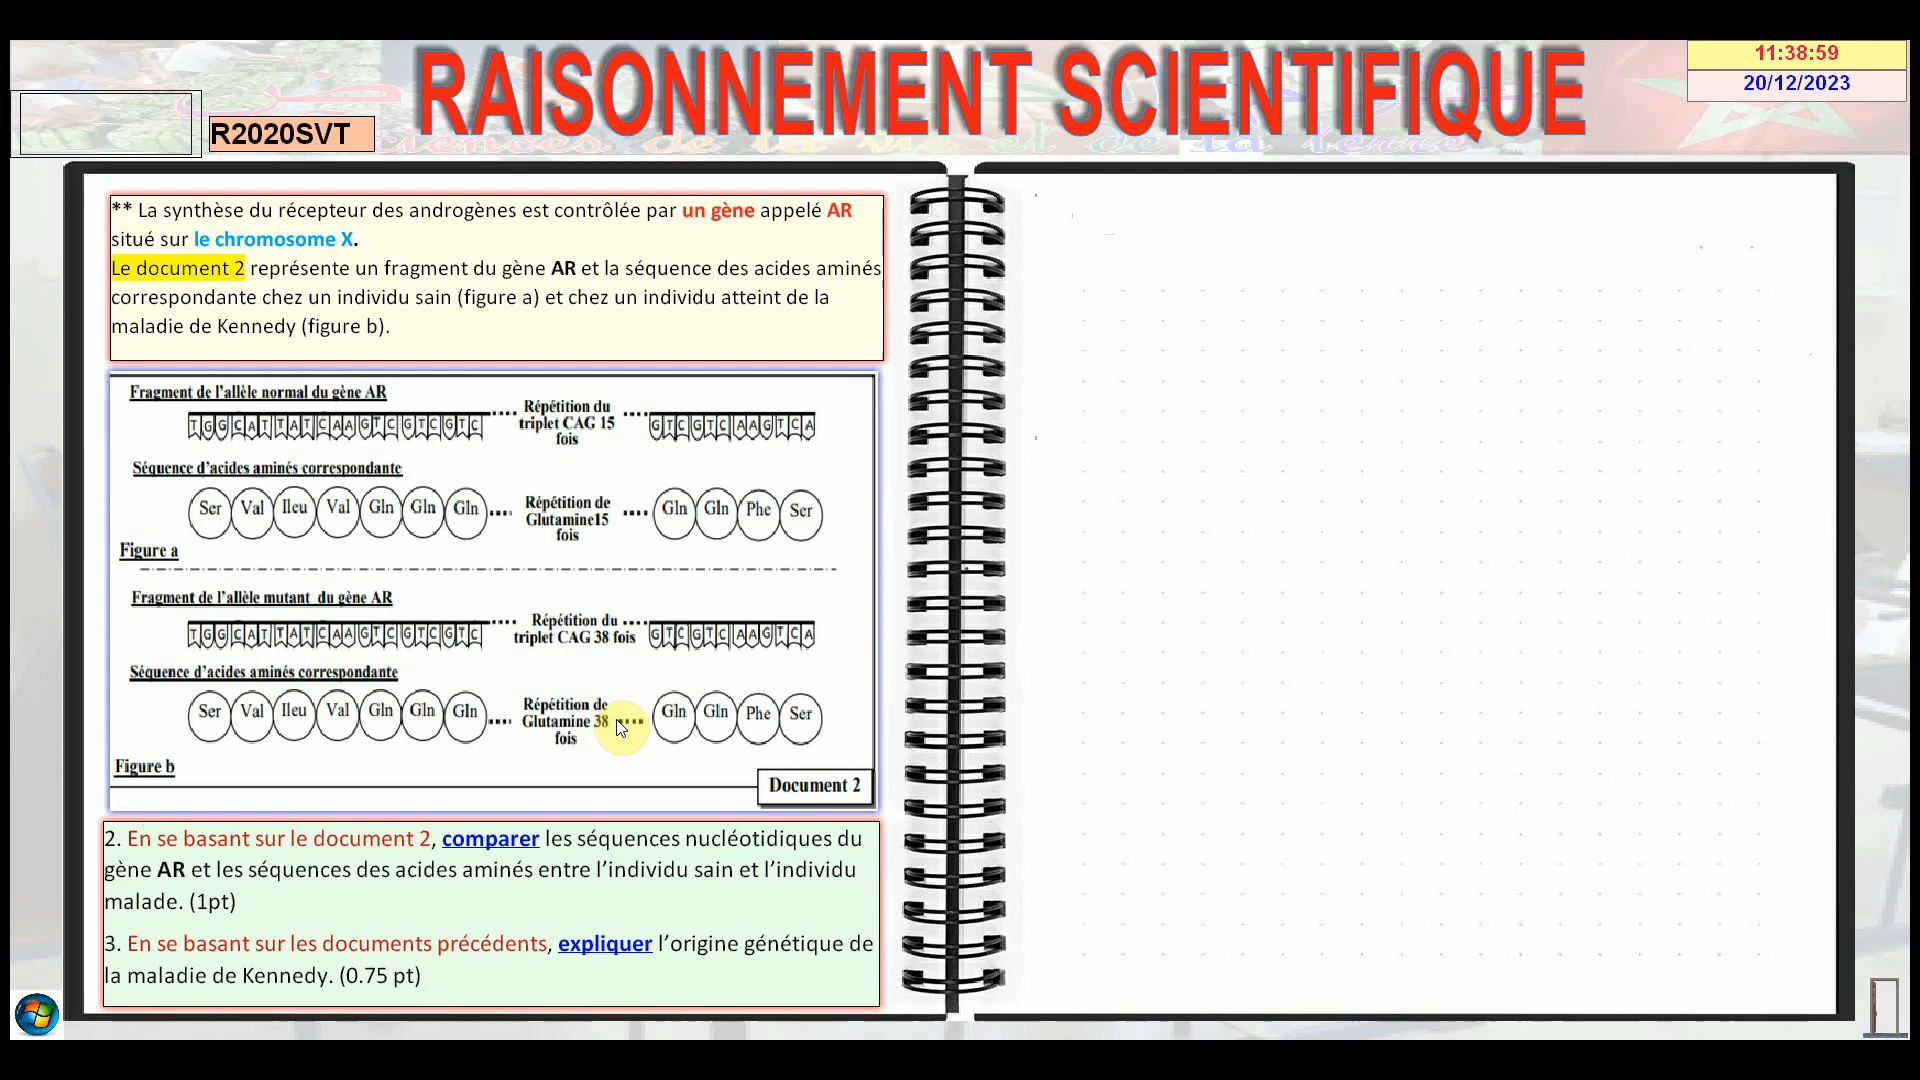 RAISONNEMENT SCIENTIFIQUE
11:38:59
20/12/2023
R2020SVT
Sciences de la vie et de la terre
** La synthèse du récepteur des androgènes est contrôlée par un gène appelé AR
situé sur le chromosome X.
Le document 2 représente un fragment du gène AR et la séquence des acides aminés
correspondante chez un individu sain (figure a) et chez un individu atteint de la
maladie de Kennedy (figure b).
Fragment de l'allèle normal du gène AR
TGGCATTATCAAGTCGTCGTC .... Répétition du triplet CAG 15 fois .... GTCGTCAAGTCA
Séquence d'acides aminés correspondante
Ser Val Ileu Val Gln Gln Gln .... Répétition de Glutamine15 fois .... Gln Gln Phe Ser
Figure a
Fragment de l'allèle mutant du gène AR
TGGCATTATCAAGTCGTCGTC .... Répétition du triplet CAG 38 fois .... GTCGTCAAGTCA
Séquence d'acides aminés correspondante
Ser Val Ileu Val Gln Gln Gln .... Répétition de Glutamine 38 fois .... Gln Gln Phe Ser
Figure b
Document 2
2. En se basant sur le document 2, comparer les séquences nucléotidiques du
gène AR et les séquences des acides aminés entre l'individu sain et l'individu
malade. (1pt)
3. En se basant sur les documents précédents, expliquer l'origine génétique de
la maladie de Kennedy. (0.75 pt)